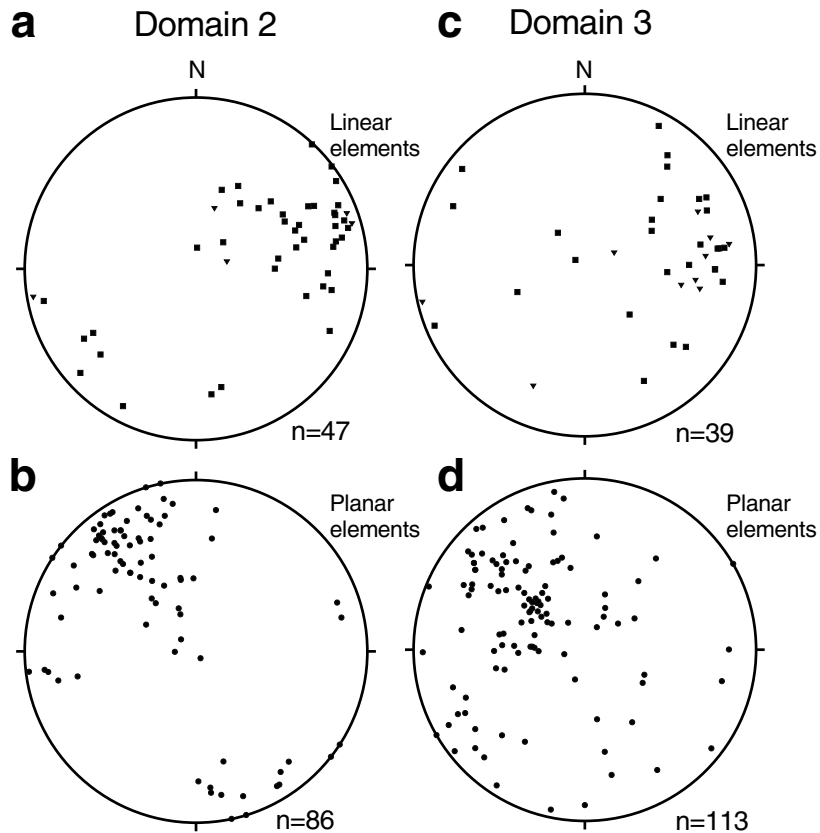 a Domain 2
N
Linear
elements
n=47
c Domain 3
N
Linear
elements
n=39
b
Planar
elements
n=86
d
Planar
elements
n=113